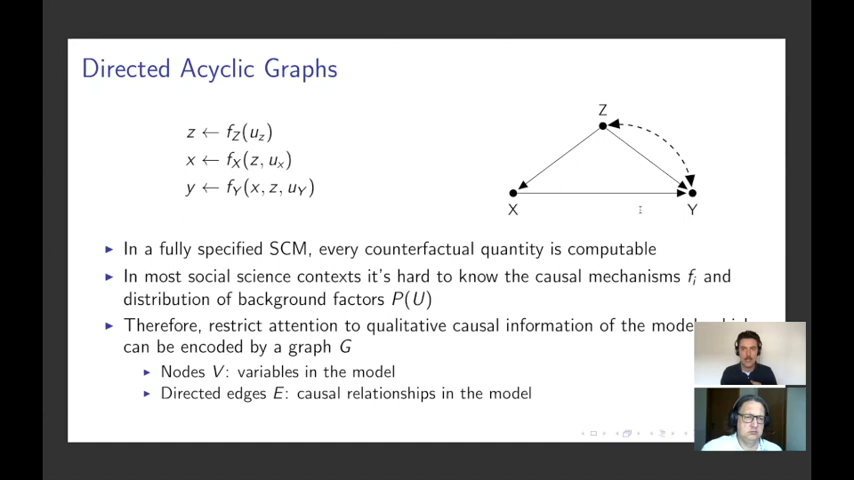 Directed Acyclic Graphs
z ← f_Z(u_z)
x ← f_X(z, u_x)
y ← f_Y(x, z, u_Y)
Z
X
Y
▶ In a fully specified SCM, every counterfactual quantity is computable
▶ In most social science contexts it's hard to know the causal mechanisms f_i and
distribution of background factors P(U)
▶ Therefore, restrict attention to qualitative causal information of the model
can be encoded by a graph G
▶ Nodes V: variables in the model
▶ Directed edges E: causal relationships in the model